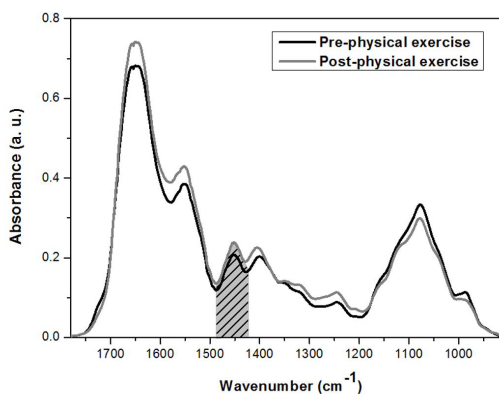 Pre-physical exercise
Post-physical exercise
Absorbance (a. u.)
0.8
0.6
0.4
0.2
0.0
1700 1600 1500 1400 1300 1200 1100 1000
Wavenumber (cm⁻¹)